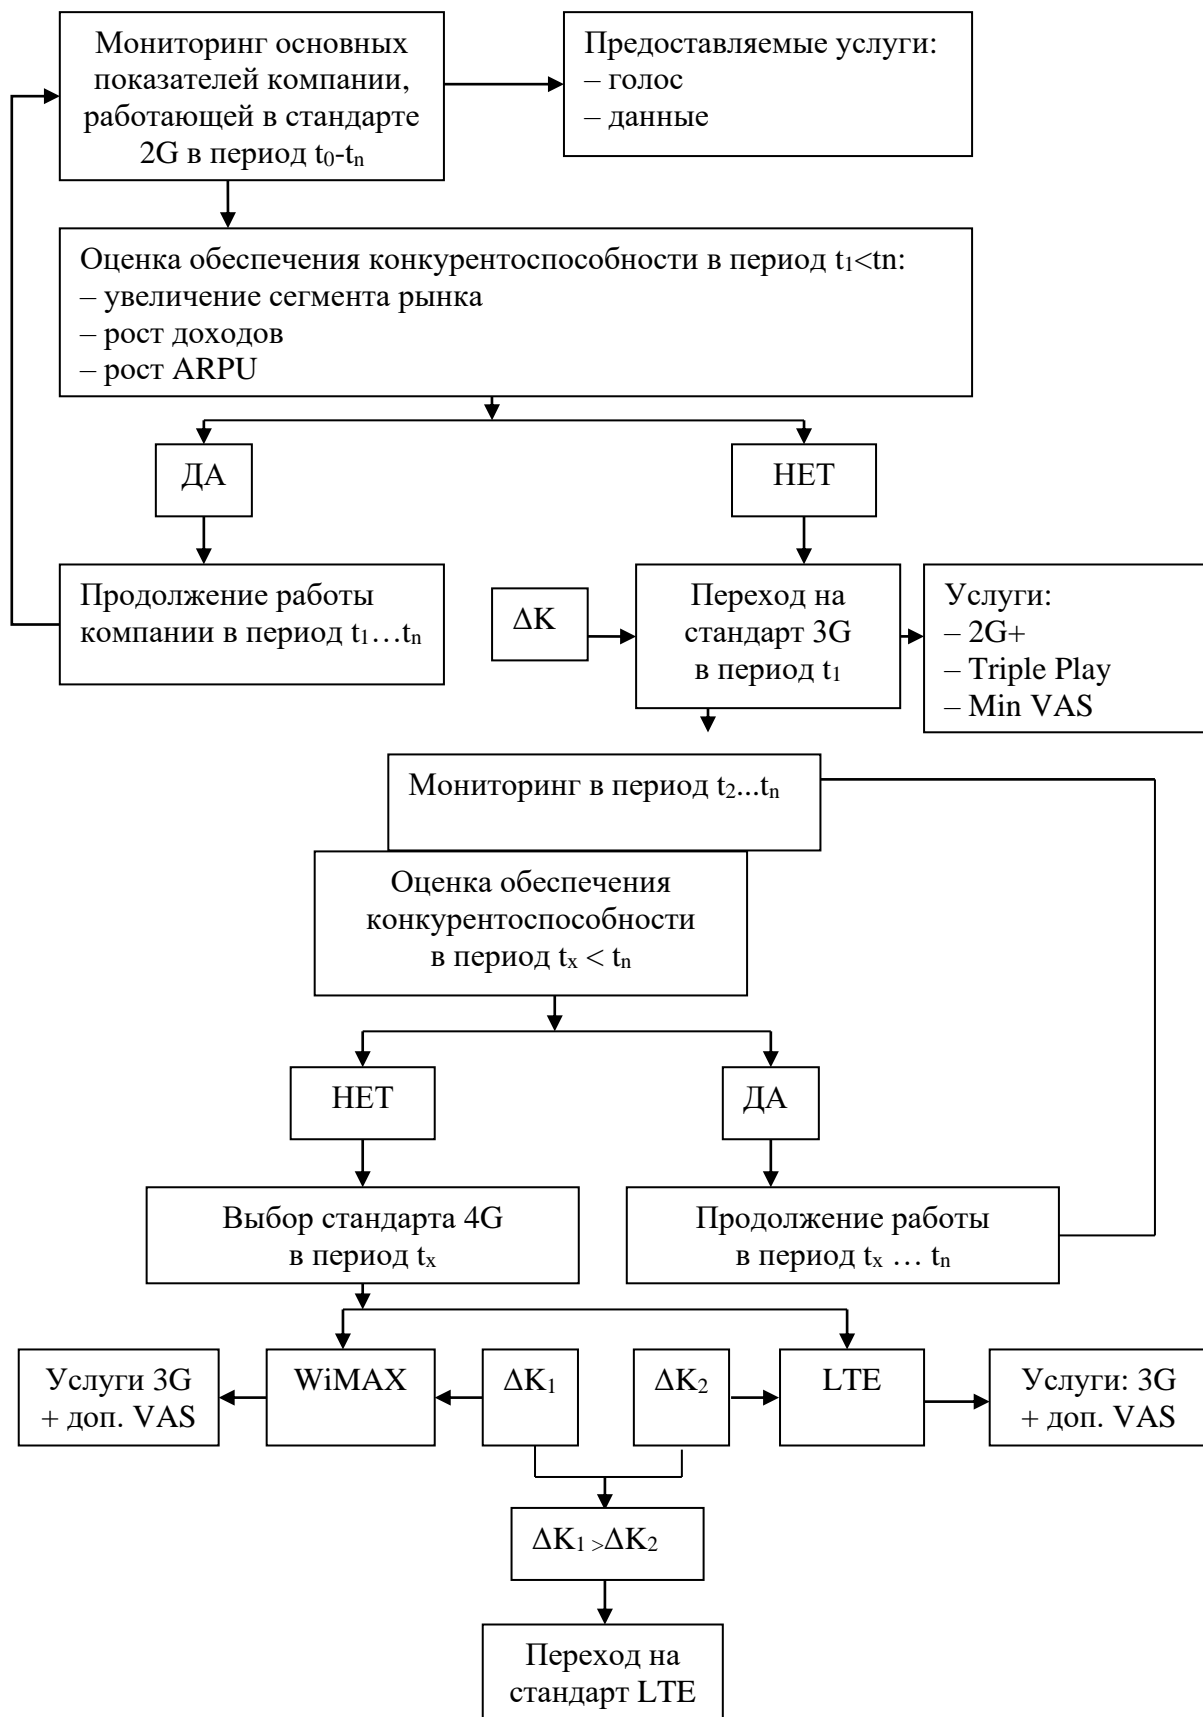 Мониторинг основных
показателей компании,
работающей в стандарте
2G в период t₀-tₙ
Предоставляемые услуги:
– голос
– данные
Оценка обеспечения конкурентоспособности в период t₁<tn:
– увеличение сегмента рынка
– рост доходов
– рост ARPU
ДА
НЕТ
Продолжение работы
компании в период t₁…tₙ
ΔK
Переход на
стандарт 3G
в период t₁
Услуги:
– 2G+
– Triple Play
– Min VAS
Мониторинг в период t₂...tₙ
Оценка обеспечения
конкурентоспособности
в период tₓ < tₙ
НЕТ
ДА
Выбор стандарта 4G
в период tₓ
Продолжение работы
в период tₓ … tₙ
Услуги 3G
+ доп. VAS
WiMAX
ΔK₁
ΔK₂
LTE
Услуги: 3G
+ доп. VAS
ΔK₁ >ΔK₂
Переход на
стандарт LTE